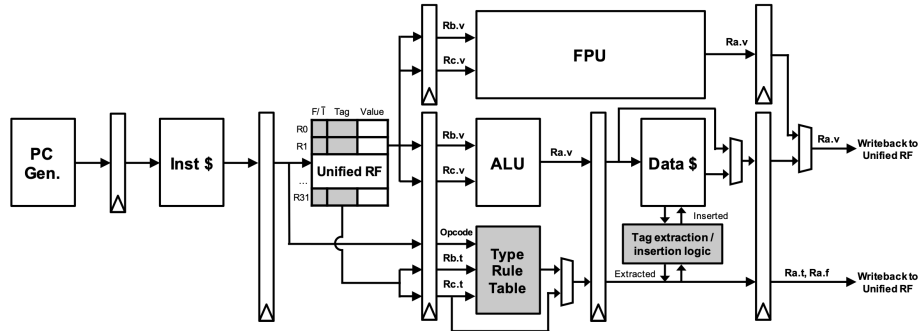 PC
Gen.
Inst $
F/Ī Tag Value
R0
R1
Unified RF
...
R31
Rb.v
Rc.v
FPU
Ra.v
Rb.v
Rc.v
ALU
Ra.v
Data $
Ra.v
Writeback to
Unified RF
Opcode
Rb.t
Rc.t
Type
Rule
Table
Inserted
Tag extraction /
insertion logic
Extracted
Ra.t, Ra.f
Writeback to
Unified RF